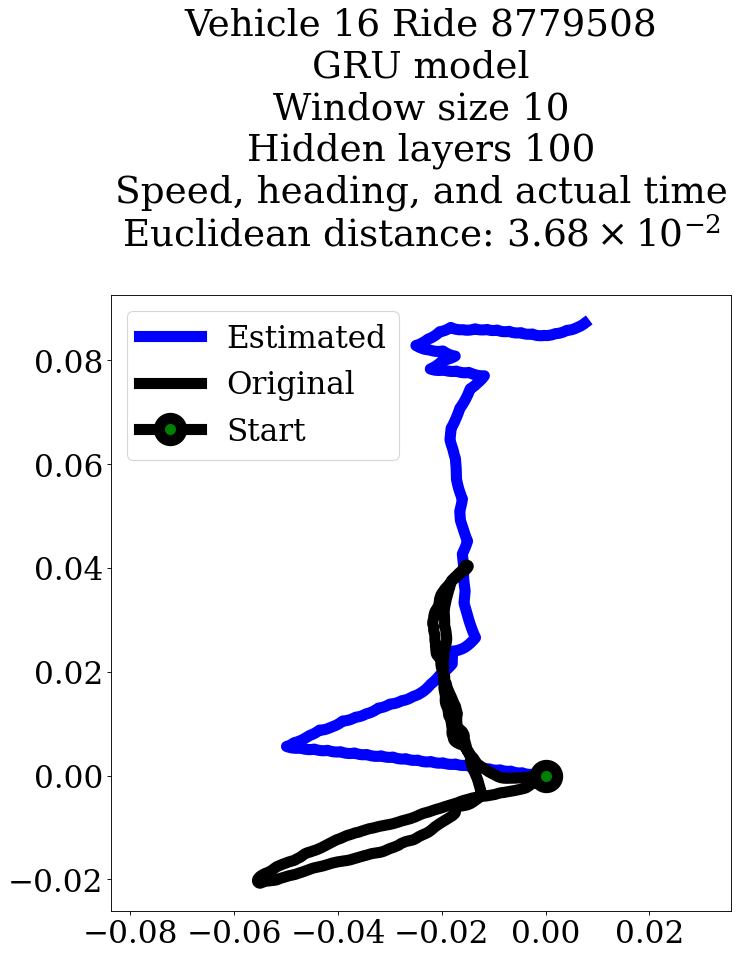 Vehicle 16 Ride 8779508
GRU model
Window size 10
Hidden layers 100
Speed, heading, and actual time
Euclidean distance: 3.68 × 10⁻²
Estimated
Original
Start
0.08
0.06
0.04
0.02
0.00
−0.02
−0.08 −0.06 −0.04 −0.02 0.00 0.02